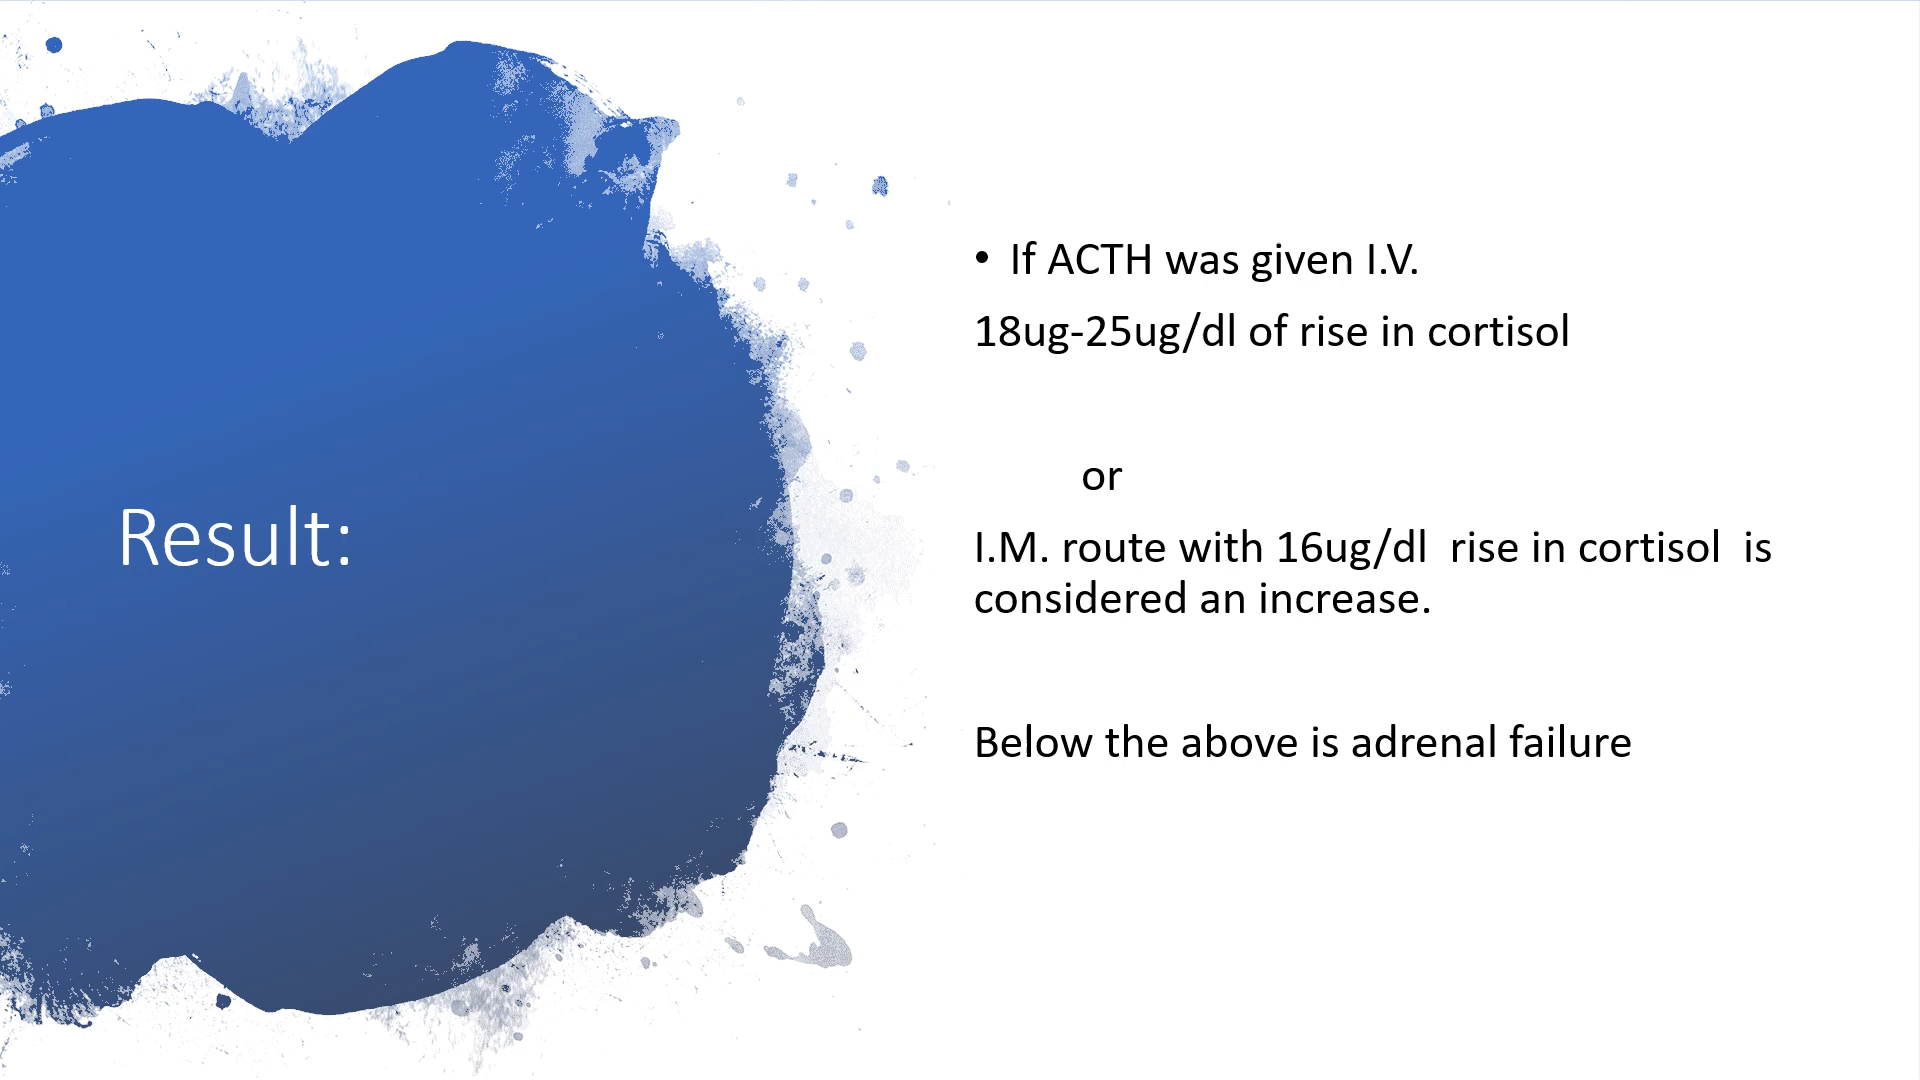 Result:
• If ACTH was given I.V.
18ug-25ug/dl of rise in cortisol
or
I.M. route with 16ug/dl  rise in cortisol  is
considered an increase.
Below the above is adrenal failure